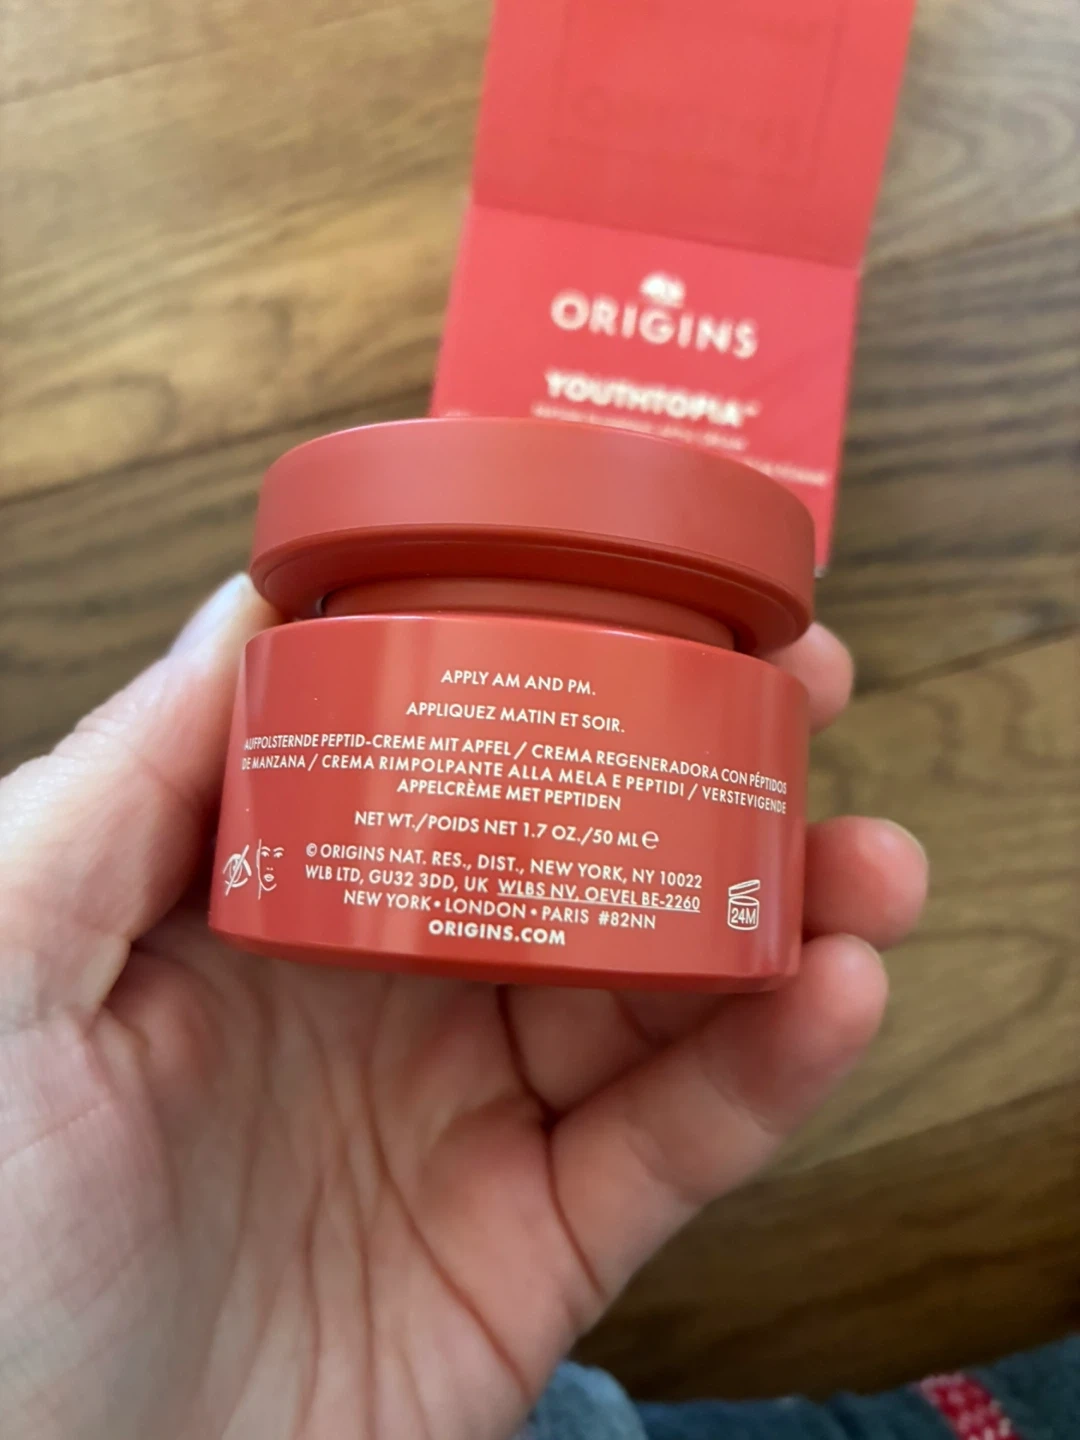 ORIGINS
YOUTHTOPIA™
APPLY AM AND PM.
APPLIQUEZ MATIN ET SOIR.
AUFPOLSTERNDE PEPTID-CREME MIT APFEL / CREMA REGENERADORA CON PÉPTIDOS
DE MANZANA / CREMA RIMPOLPANTE ALLA MELA E PEPTIDI / VERSTEVIGENDE
APPELCRÈME MET PEPTIDEN
NET WT./POIDS NET 1.7 OZ./50 ML ℮
© ORIGINS NAT. RES., DIST., NEW YORK, NY 10022
WLB LTD, GU32 3DD, UK WLBS NV, OEVEL BE-2260
NEW YORK • LONDON • PARIS #82NN
ORIGINS.COM
24M